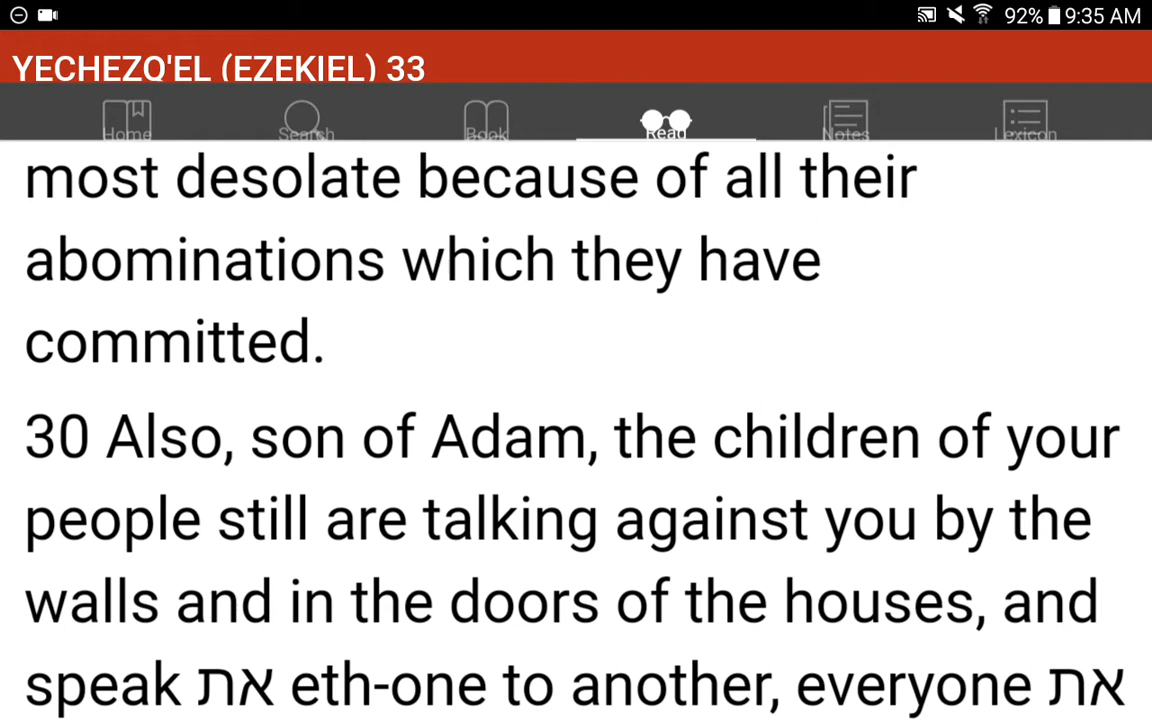 92% 9:35 AM
YECHEZQ'EL (EZEKIEL) 33
Home Search Book Read Notes Lexicon
most desolate because of all their
abominations which they have
committed.
30 Also, son of Adam, the children of your
people still are talking against you by the
walls and in the doors of the houses, and
speak את eth-one to another, everyone את